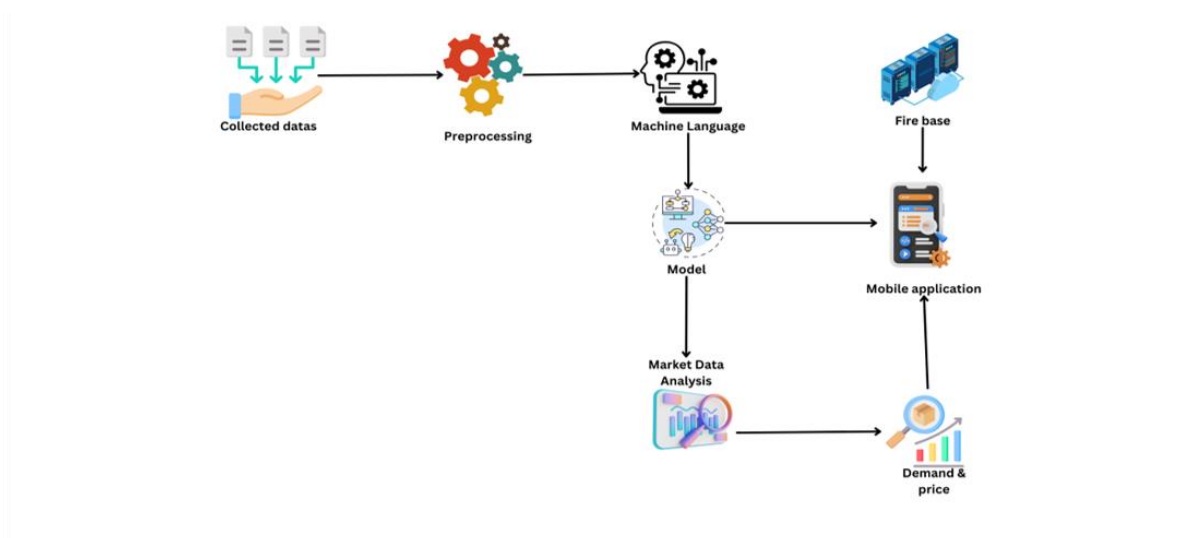 Collected datas
Preprocessing
Machine Language
Fire base
Model
Mobile application
Market Data
Analysis
Demand &
price